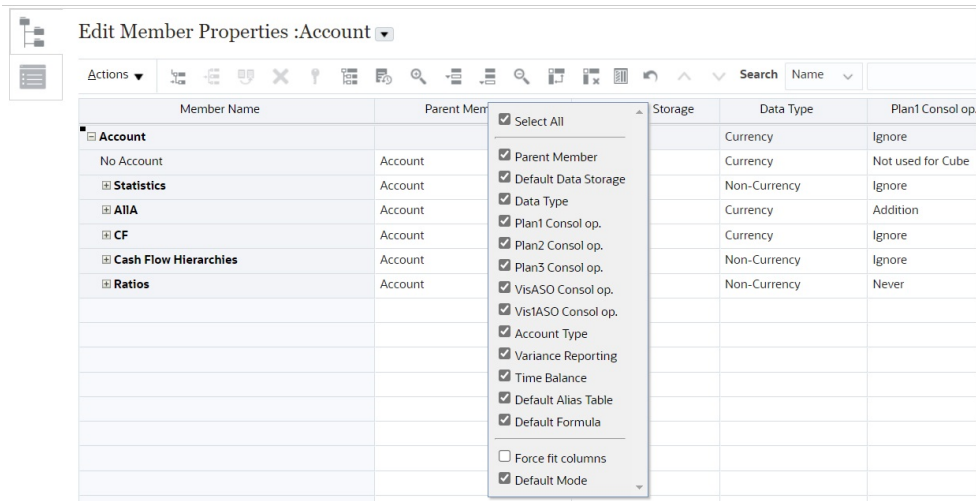 Edit Member Properties :Account
Actions Search Name
Member Name Parent Mem Storage Data Type Plan1 Consol op.
Account Currency Ignore
No Account Account Currency Not used for Cube
Statistics Account Non-Currency Ignore
AllA Account Currency Addition
CF Account Currency Ignore
Cash Flow Hierarchies Account Non-Currency Ignore
Ratios Account Non-Currency Never
Select All
Parent Member
Default Data Storage
Data Type
Plan1 Consol op.
Plan2 Consol op.
Plan3 Consol op.
VisASO Consol op.
Vis1ASO Consol op.
Account Type
Variance Reporting
Time Balance
Default Alias Table
Default Formula
Force fit columns
Default Mode